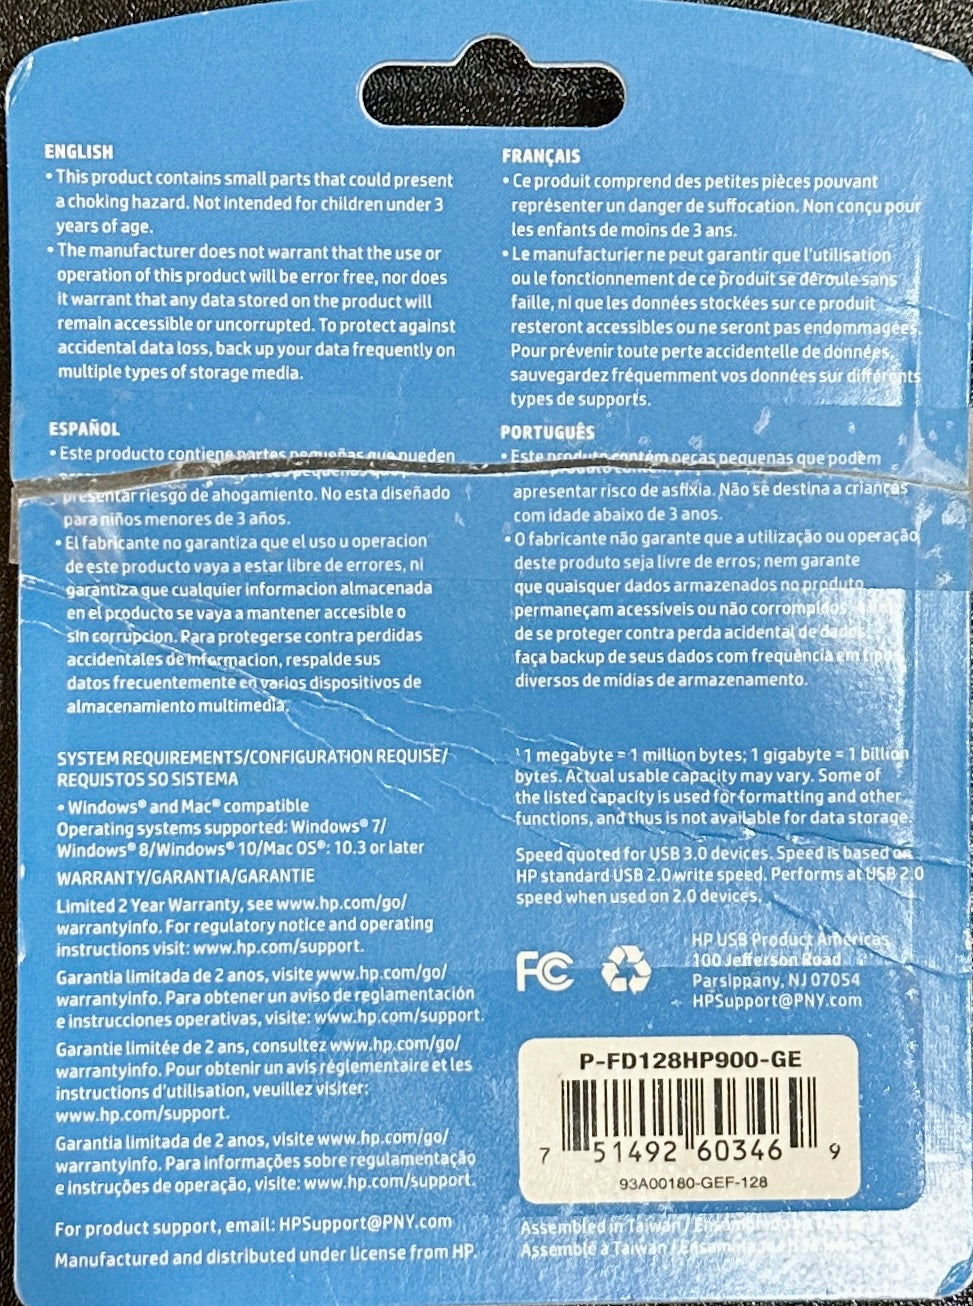 ENGLISH
• This product contains small parts that could present
a choking hazard. Not intended for children under 3
years of age.
• The manufacturer does not warrant that the use or
operation of this product will be error free, nor does
it warrant that any data stored on the product will
remain accessible or uncorrupted. To protect against
accidental data loss, back up your data frequently on
multiple types of storage media.
FRANÇAIS
• Ce produit comprend des petites pièces pouvant
représenter un danger de suffocation. Non conçu pour
les enfants de moins de 3 ans.
• Le manufacturier ne peut garantir que l'utilisation
ou le fonctionnement de ce produit se déroule sans
faille, ni que les données stockées sur ce produit
resteront accessibles ou ne seront pas endommagées.
Pour prévenir toute perte accidentelle de données,
sauvegardez fréquemment vos données sur différents
types de supports.
ESPAÑOL
• Este producto contiene partes pequeñas que pueden
presentar riesgo de ahogamiento. No esta diseñado
para niños menores de 3 años.
• El fabricante no garantiza que el uso u operacion
de este producto vaya a estar libre de errores, ni
garantiza que cualquier informacion almacenada
en el producto se vaya a mantener accesible o
sin corrupcion. Para protegerse contra perdidas
accidentales de informacion, respalde sus
datos frecuentemente en varios dispositivos de
almacenamiento multimedia.
PORTUGUÊS
• Este produto contém peças pequenas que podem
apresentar risco de asfixia. Não se destina a crianças
com idade abaixo de 3 anos.
• O fabricante não garante que a utilização ou operação
deste produto seja livre de erros; nem garante
que quaisquer dados armazenados no produto
permaneçam acessíveis ou não corrompidos.
de se proteger contra perda acidental de dados
faça backup de seus dados com frequência em tipos
diversos de mídias de armazenamento.
SYSTEM REQUIREMENTS/CONFIGURATION REQUISE/
REQUISTOS SO SISTEMA
• Windows® and Mac® compatible
Operating systems supported: Windows® 7/
Windows® 8/Windows® 10/Mac OS®: 10.3 or later
WARRANTY/GARANTIA/GARANTIE
Limited 2 Year Warranty, see www.hp.com/go/
warrantyinfo. For regulatory notice and operating
instructions visit: www.hp.com/support.
Garantia limitada de 2 anos, visite www.hp.com/go/
warrantyinfo. Para obtener un aviso de reglamentación
e instrucciones operativas, visite: www.hp.com/support.
Garantie limitée de 2 ans, consultez www.hp.com/go/
warrantyinfo. Pour obtenir un avis réglementaire et les
instructions d'utilisation, veuillez visiter:
www.hp.com/support.
Garantia limitada de 2 anos, visite www.hp.com/go/
warrantyinfo. Para informações sobre regulamentação
e instruções de operação, visite: www.hp.com/support.
For product support, email: HPSupport@PNY.com
Manufactured and distributed under license from HP.
¹ 1 megabyte = 1 million bytes; 1 gigabyte = 1 billion
bytes. Actual usable capacity may vary. Some of
the listed capacity is used for formatting and other
functions, and thus is not available for data storage.
Speed quoted for USB 3.0 devices. Speed is based on
HP standard USB 2.0 write speed. Performs at USB 2.0
speed when used on 2.0 devices.
FC
HP USB Product Americas
100 Jefferson Road
Parsippany, NJ 07054
HPSupport@PNY.com
P-FD128HP900-GE
7 51492 60346 9
93A00180-GEF-128
Assembled in Taiwan /
Assemblé à Taïwan /